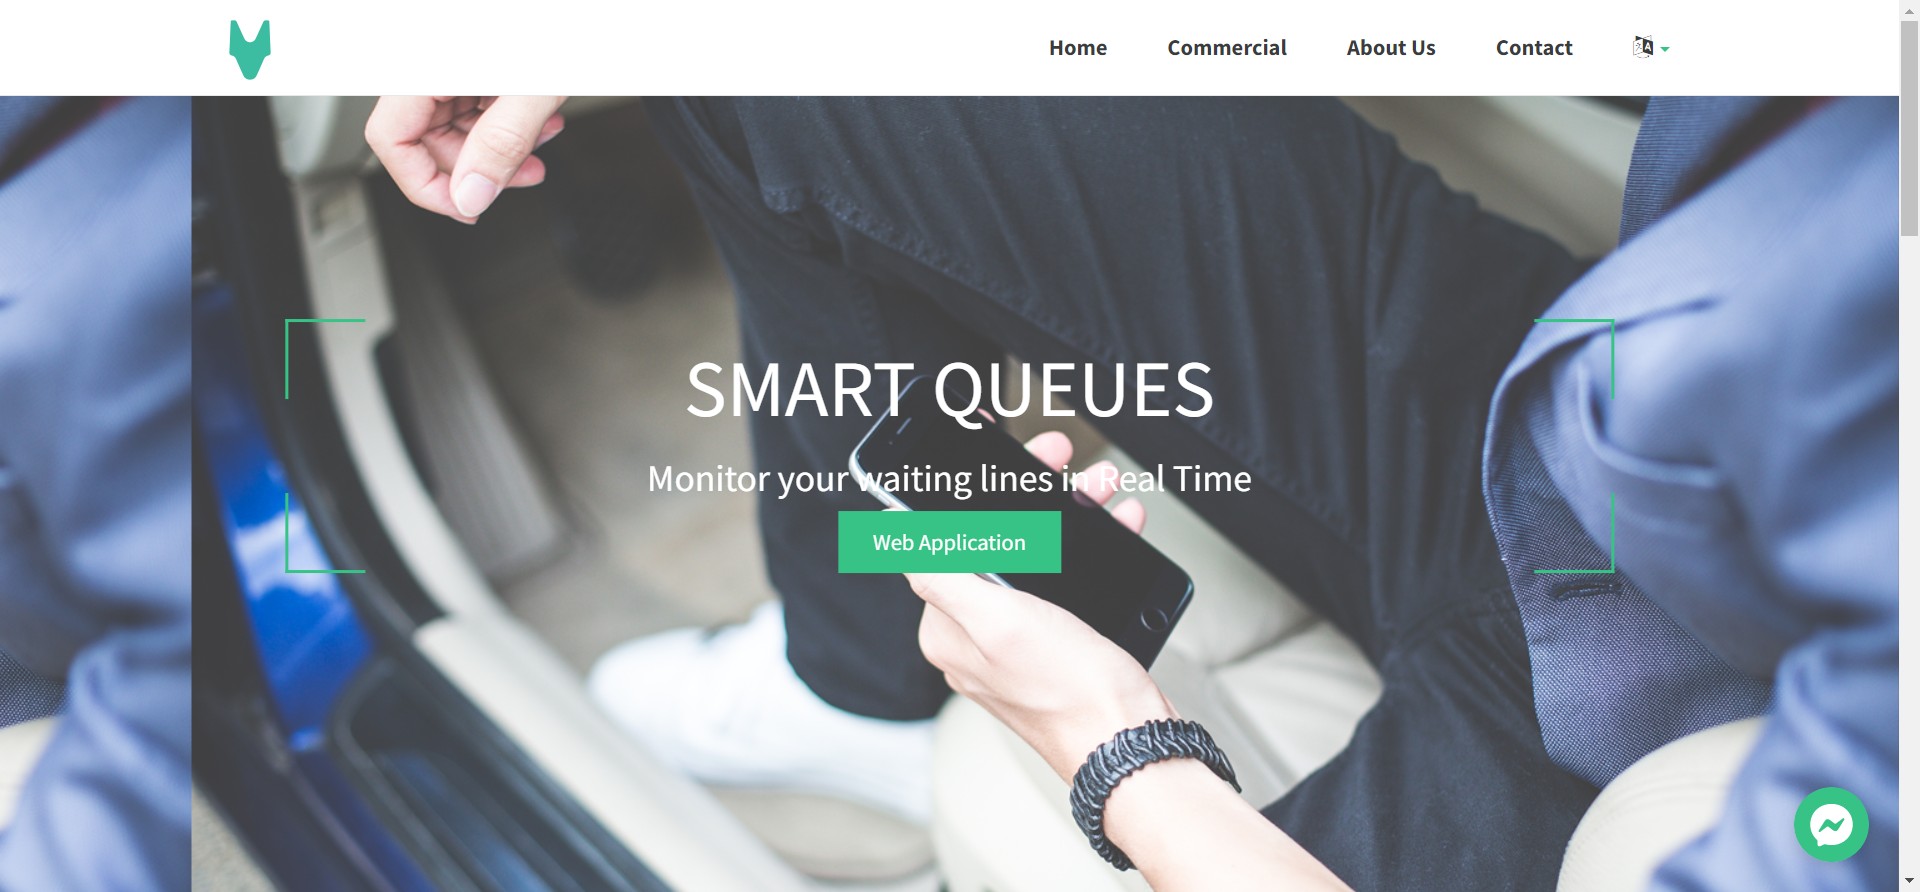 Home
Commercial
About Us
Contact
SMART QUEUES
Monitor your waiting lines in Real Time
Web Application